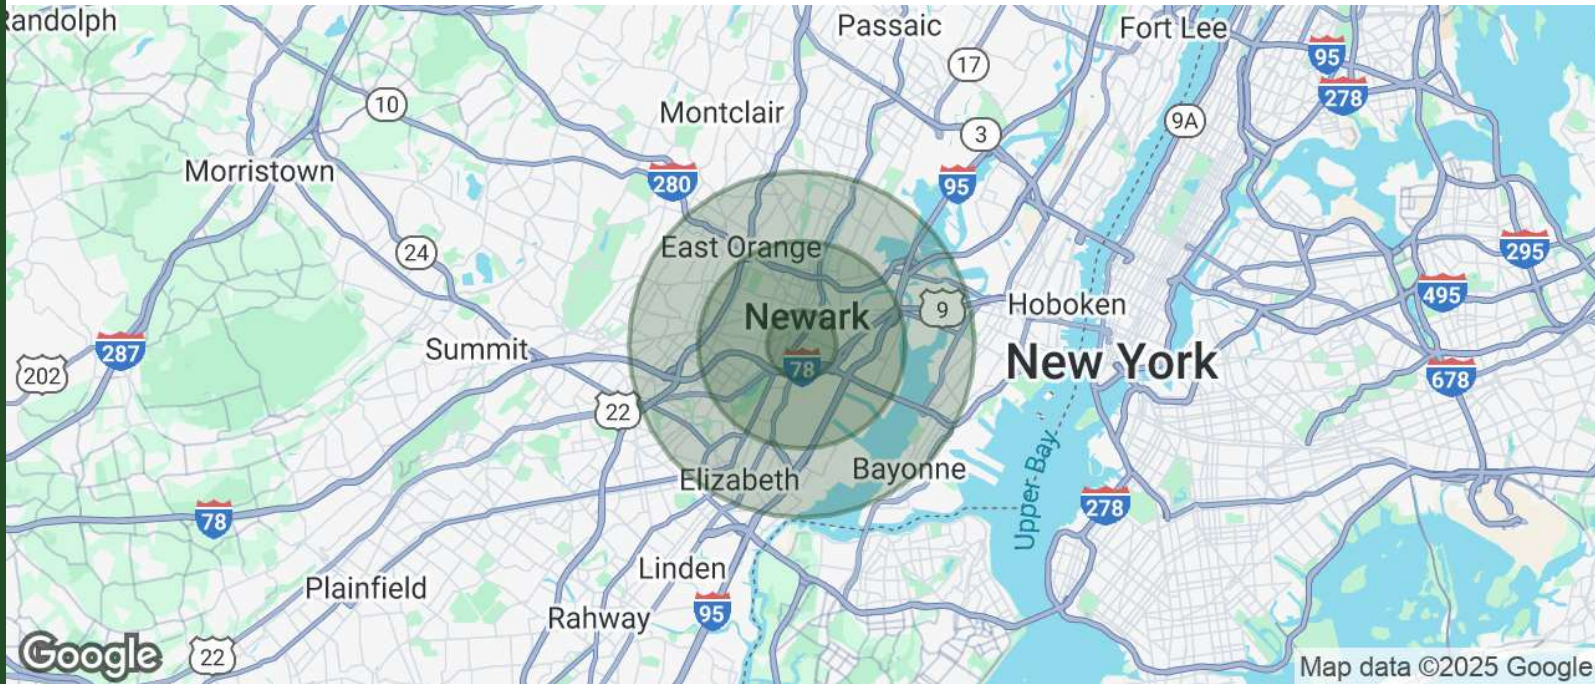 Randolph
Passaic
Fort Lee
17
95
278
10
Montclair
3
9A
Morristown
280
95
24
East Orange
295
495
9
Hoboken
Newark
287
Summit
New York
202
78
678
22
Elizabeth
Bayonne
Upper Bay
278
78
Linden
Plainfield
Rahway
95
Google
22
Map data ©2025 Google